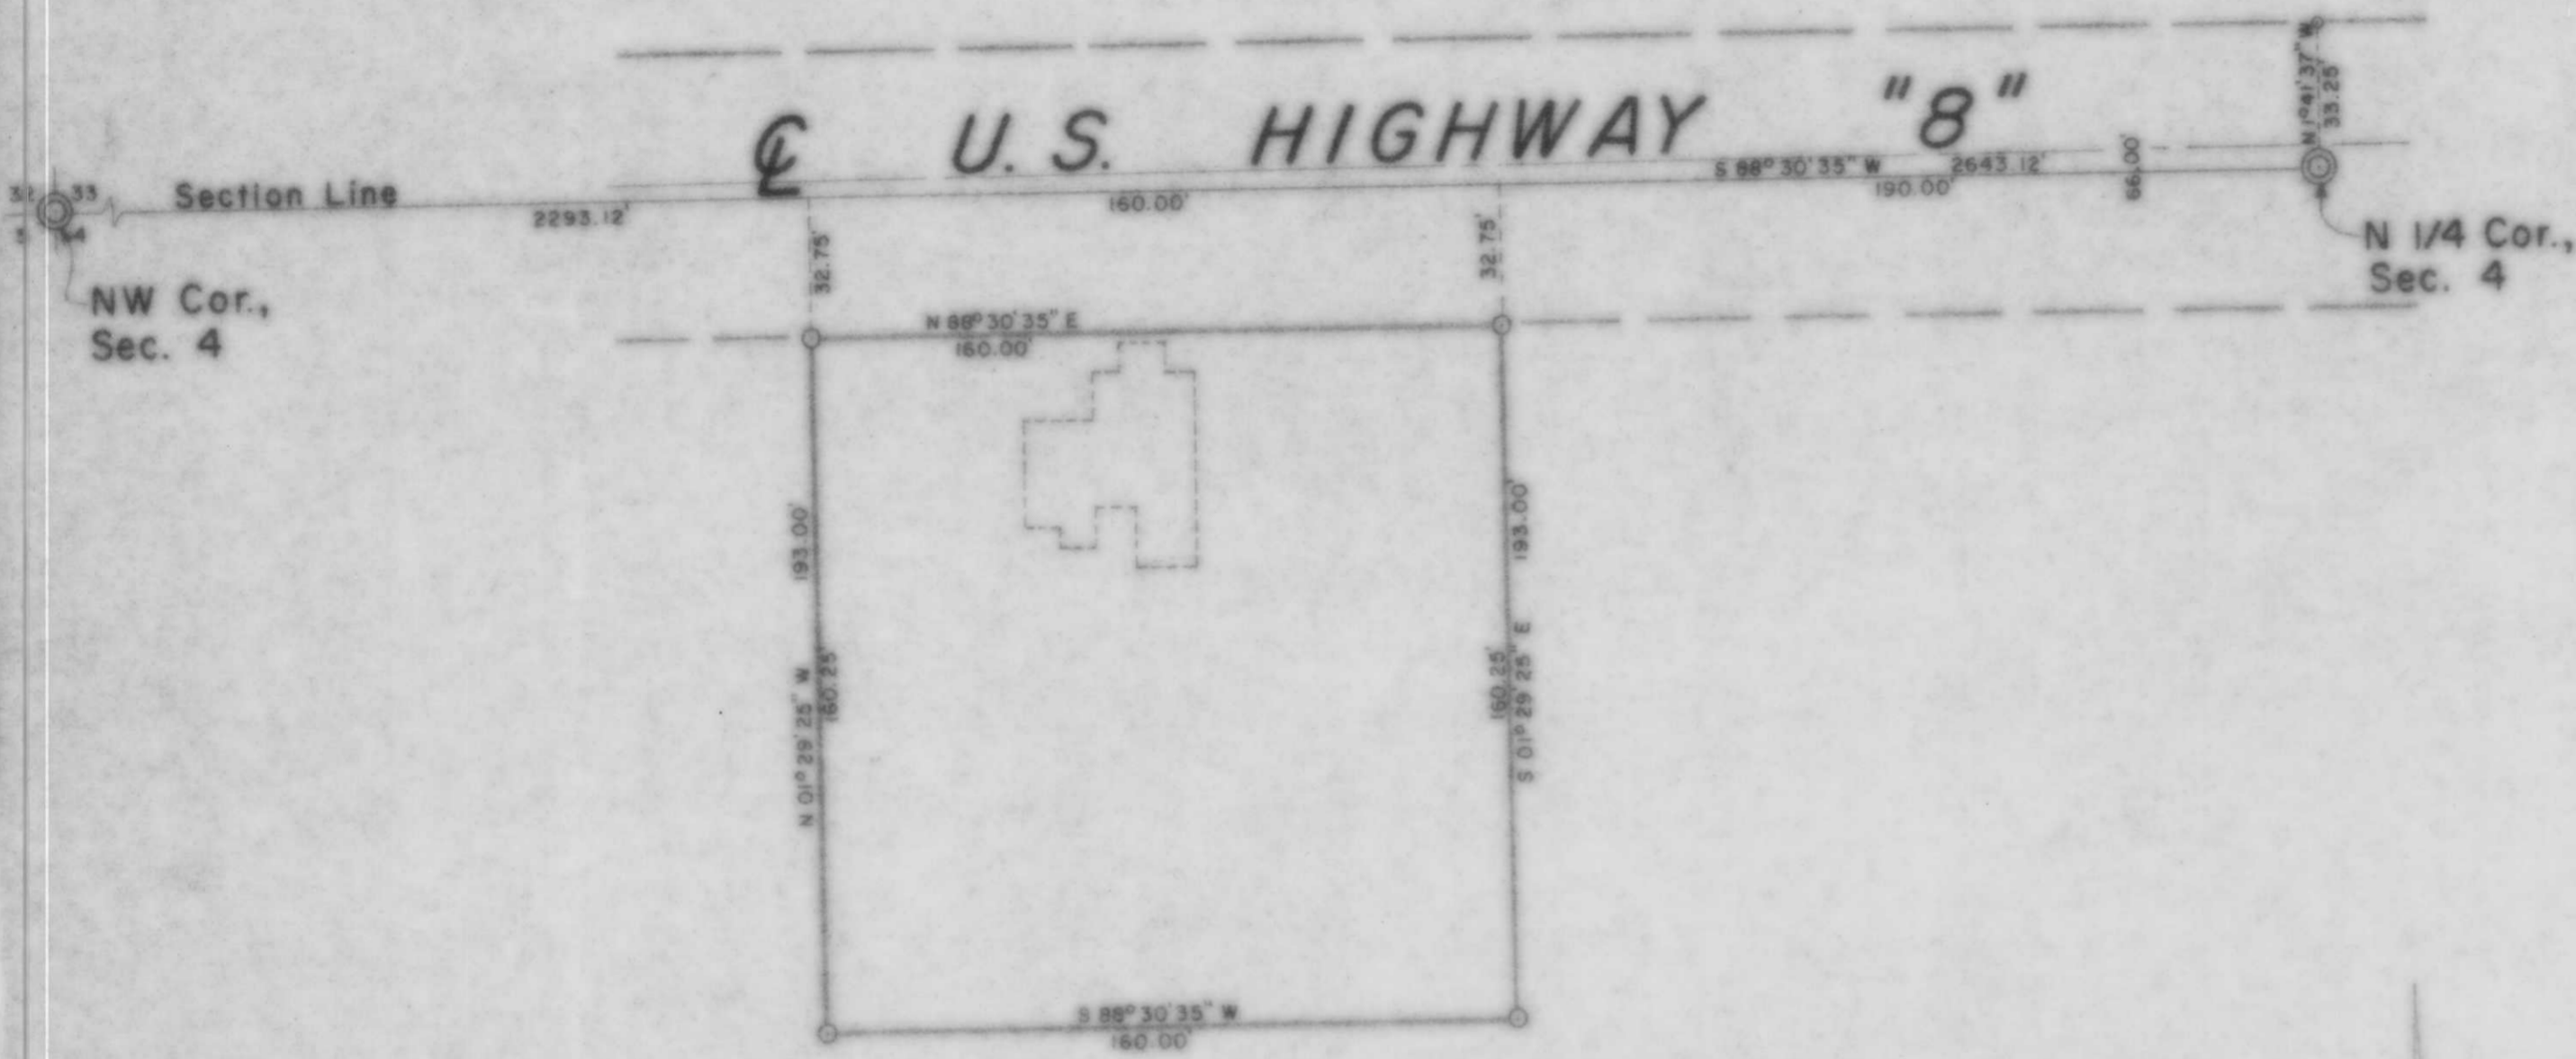 N 1° 41' 37" W
33.25'
℄ U. S. HIGHWAY "8"
S 88° 30' 35" W 2643.12'
66.00'
32 33
Section Line
2293.12'
160.00'
190.00'
4
32.75'
32.75'
N 1/4 Cor.,
Sec. 4
NW Cor.,
Sec. 4
N 88° 30' 35" E
160.00'
193.00'
193.00'
N 01° 29' 25" W
160.25'
160.25'
S 01° 29' 25" E
S 88° 30' 35" W
160.00'